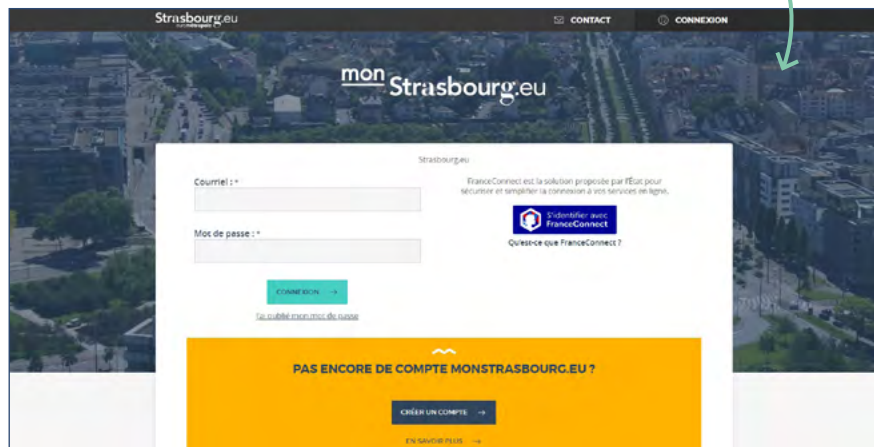 Strasbourg.eu
eurométropole
CONTACT
CONNEXION
mon Strasbourg.eu
Strasbourg.eu
Courriel : *
Mot de passe : *
CONNEXION →
J'ai oublié mon mot de passe
FranceConnect est la solution proposée par l'État pour
sécuriser et simplifier la connexion à vos services en ligne.
S'identifier avec
FranceConnect
Qu'est-ce que FranceConnect ?
PAS ENCORE DE COMPTE MONSTRASBOURG.EU ?
CRÉER UN COMPTE →
EN SAVOIR PLUS →